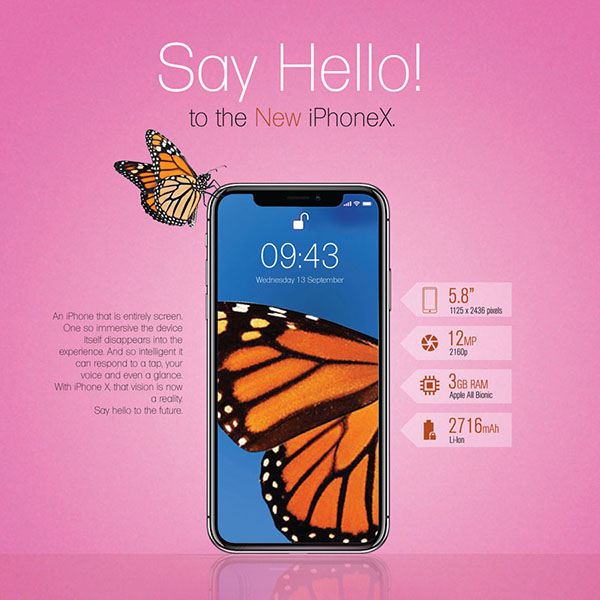 Say Hello!
to the New iPhoneX.
09:43
Wednesday 13 September
An iPhone that is entirely screen.
One so immersive the device
itself disappears into the
experience. And so intelligent it
can respond to a tap, your
voice and even a glance.
With iPhone X, that vision is now
a reality.
Say hello to the future.
5.8"
1125 x 2436 pixels
12MP
2160p
3GB RAM
Apple A11 Bionic
2716mAh
Li-Ion